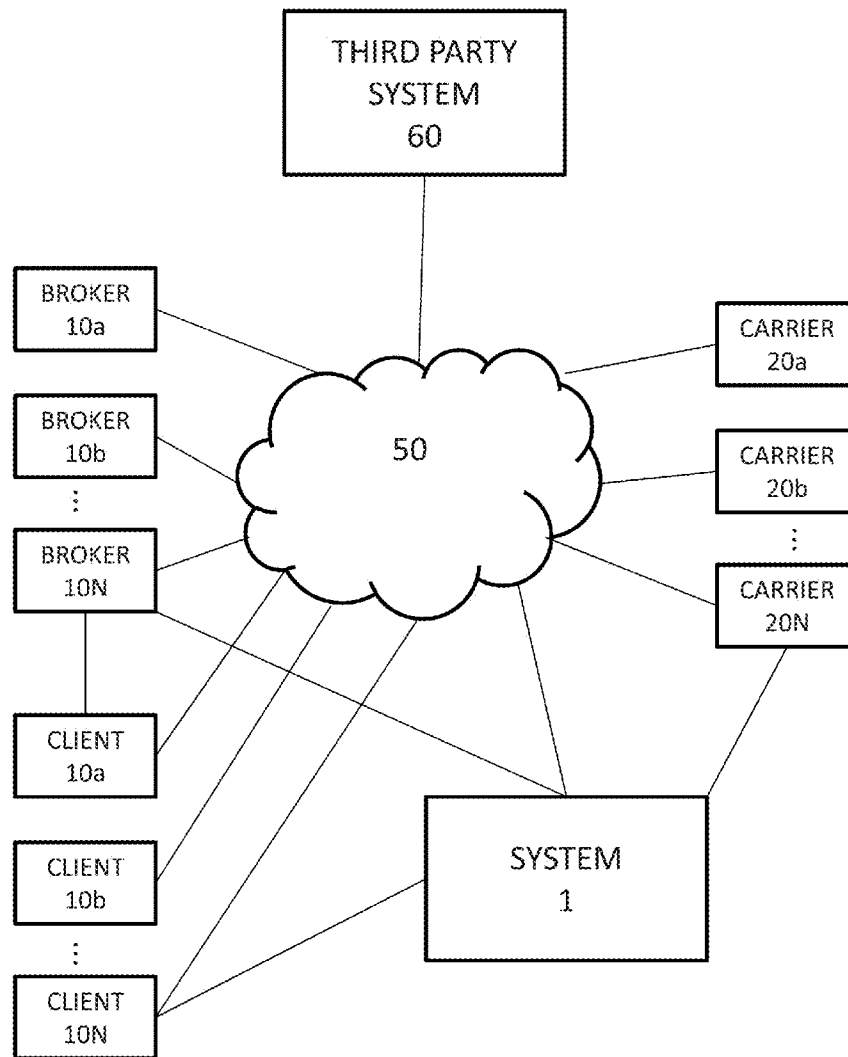 THIRD PARTY
SYSTEM
60
BROKER
10a
BROKER
10b
...
BROKER
10N
CLIENT
10a
CLIENT
10b
...
CLIENT
10N
50
CARRIER
20a
CARRIER
20b
...
CARRIER
20N
SYSTEM
1